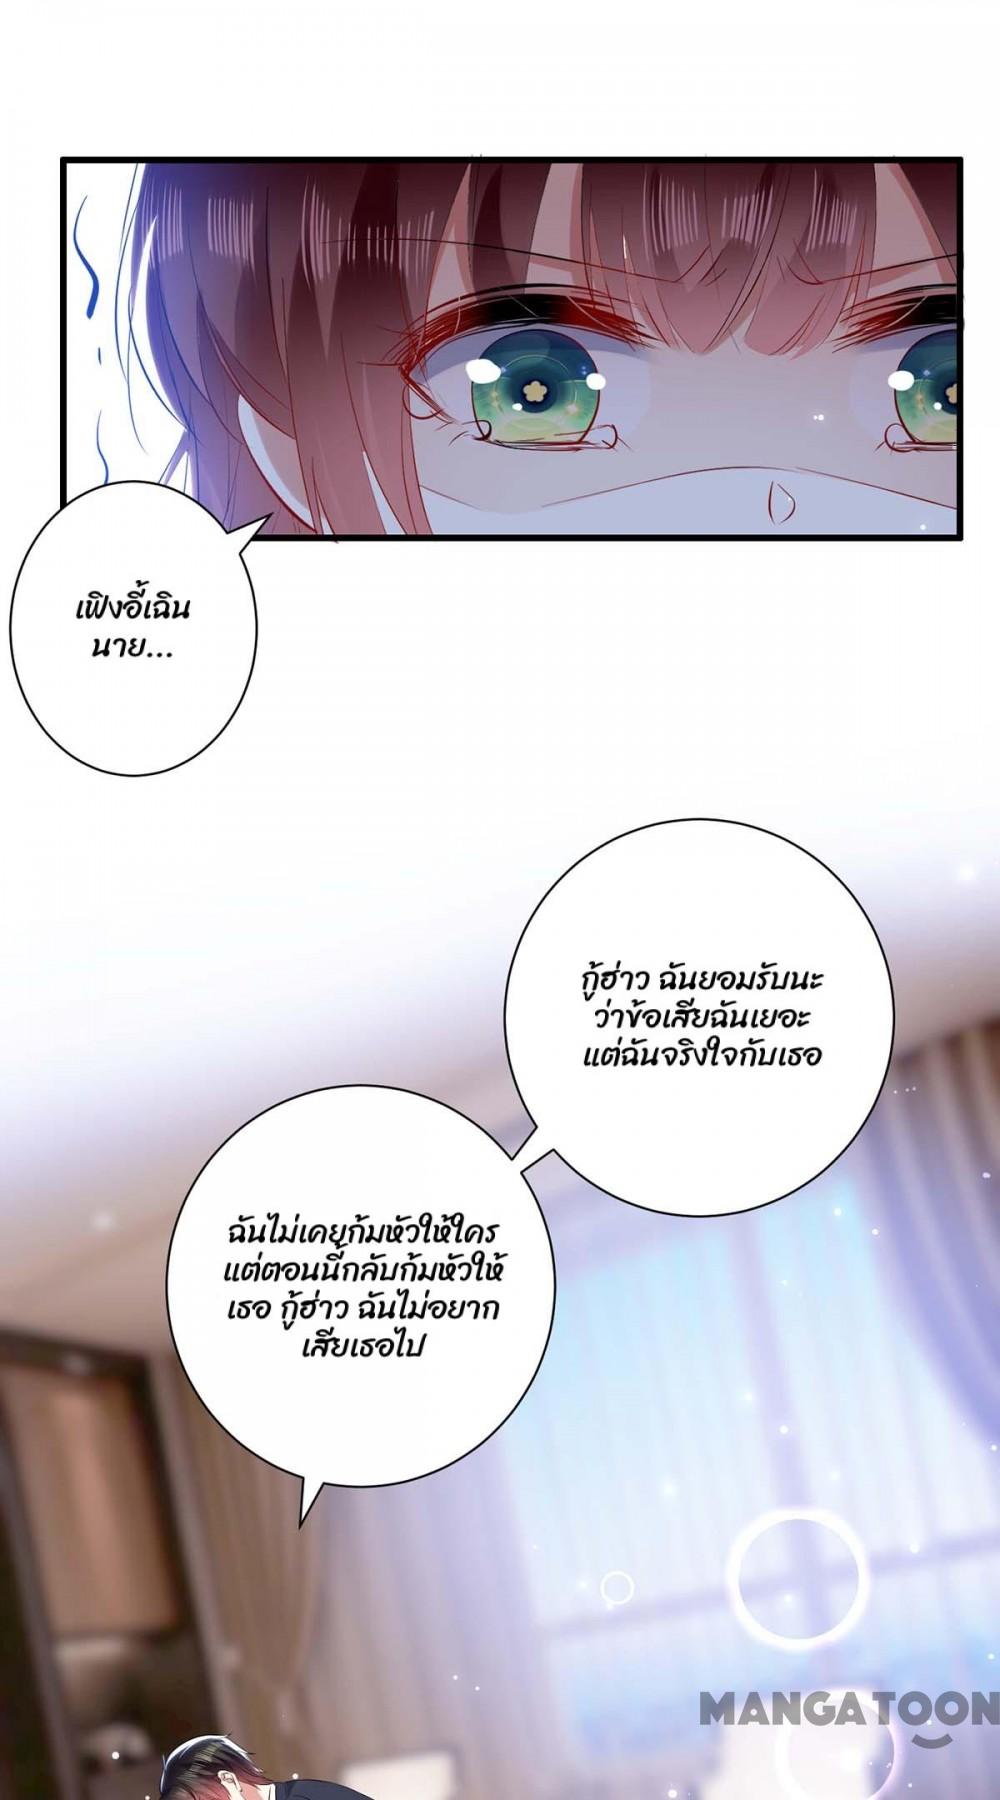 เฟิงอี้เฉิน
นาย...
กู้ฮ่าว ฉันยอมรับนะ
ว่าข้อเสียฉันเยอะ
แต่ฉันจริงใจกับเธอ
ฉันไม่เคยก้มหัวให้ใคร
แต่ตอนนี้กลับก้มหัวให้
เธอ กู้ฮ่าว ฉันไม่อยาก
เสียเธอไป
MANGATOON